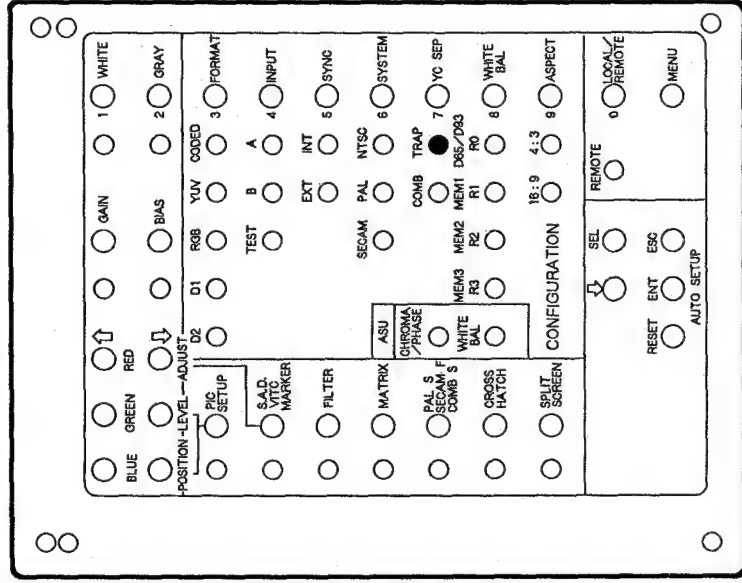 1 WHITE
GAIN
2 GRAY
BIAS
BLUE GREEN RED
POSITION-LEVEL-ADJUST
D2 D1 RGB YUV CODED
3 FORMAT
PIC
SETUP
TEST B A
4 INPUT
S.A.D.
VITC
MARKER
EXT INT
5 SYNC
FILTER
SECAM PAL NTSC
6 SYSTEM
MATRIX
ASU
CHROMA
/PHASE
COMB TRAP
7 YC SEP
PAL S
SECAM F
COMB S
WHITE
BAL
MEM3 MEM2 MEM1 D65/D93
R3 R2 R1 R0
8 WHITE
BAL
CROSS
HATCH
16:9 4:3
9 ASPECT
SPLIT
SCREEN
CONFIGURATION
SEL
REMOTE
0 LOCAL/
REMOTE
RESET ENT ESC
AUTO SETUP
MENU